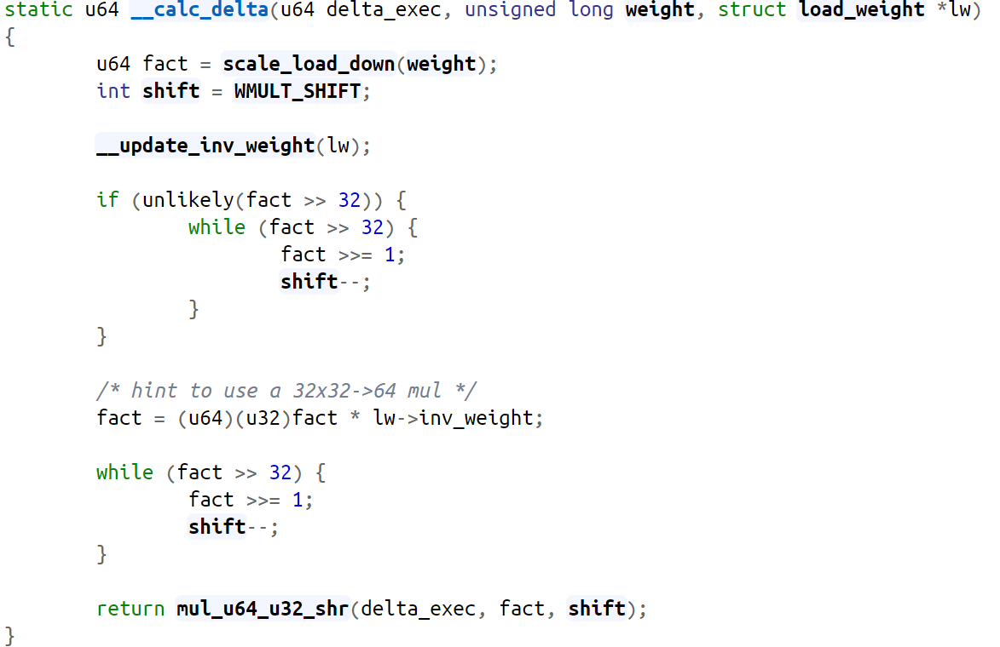 static u64 __calc_delta(u64 delta_exec, unsigned long weight, struct load_weight *lw)
{
        u64 fact = scale_load_down(weight);
        int shift = WMULT_SHIFT;

        __update_inv_weight(lw);

        if (unlikely(fact >> 32)) {
                while (fact >> 32) {
                        fact >>= 1;
                        shift--;
                }
        }

        /* hint to use a 32x32->64 mul */
        fact = (u64)(u32)fact * lw->inv_weight;

        while (fact >> 32) {
                fact >>= 1;
                shift--;
        }

        return mul_u64_u32_shr(delta_exec, fact, shift);
}